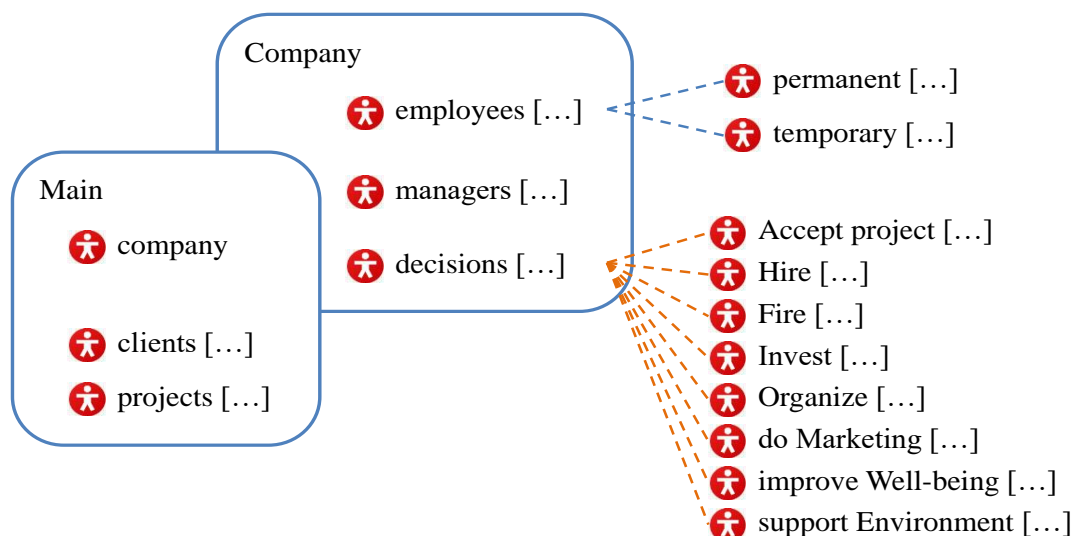 Company
employees […]
managers […]
decisions […]
permanent […]
temporary […]
Main
company
clients […]
projects […]
Accept project […]
Hire […]
Fire […]
Invest […]
Organize […]
do Marketing […]
improve Well-being […]
support Environment […]